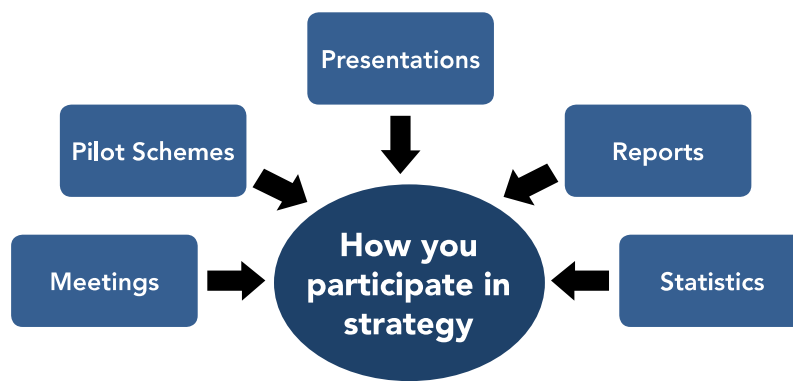 Presentations
Pilot Schemes
Reports
Meetings
How you
participate in
strategy
Statistics